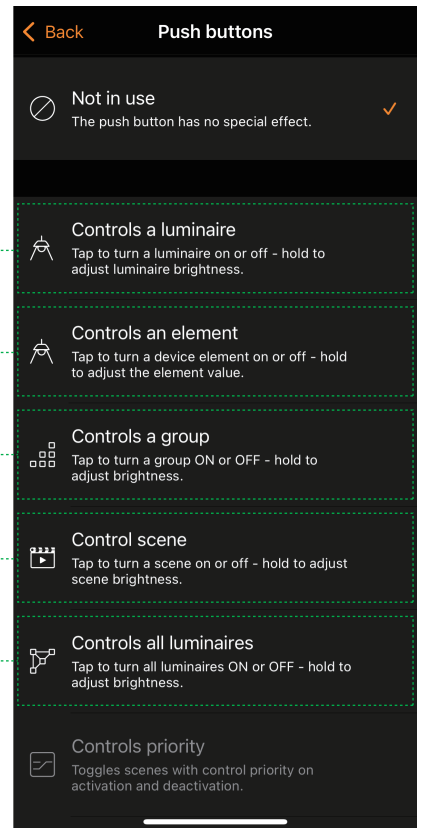 Back
Push buttons
Not in use
The push button has no special effect.
Controls a luminaire
Tap to turn a luminaire on or off - hold to
adjust luminaire brightness.
Controls an element
Tap to turn a device element on or off - hold
to adjust the element value.
Controls a group
Tap to turn a group ON or OFF - hold to
adjust brightness.
Control scene
Tap to turn a scene on or off - hold to adjust
scene brightness.
Controls all luminaires
Tap to turn all luminaires ON or OFF - hold to
adjust brightness.
Controls priority
Toggles scenes with control priority on
activation and deactivation.